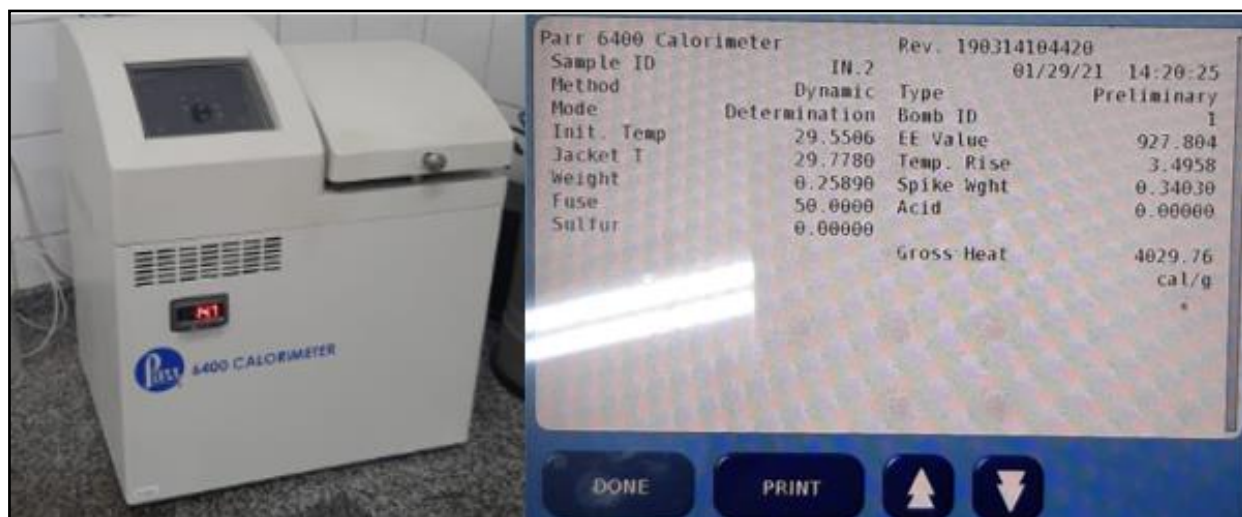 Parr 6400 CALORIMETER
Parr 6400 Calorimeter Rev. 190314104420
Sample ID IN.2 01/29/21 14:20:25
Method Dynamic Type Preliminary
Mode Determination Bomb ID 1
Init. Temp 29.5506 EE Value 927.804
Jacket T 29.7780 Temp. Rise 3.4958
Weight 0.25890 Spike Wght 0.34030
Fuse 50.0000 Acid 0.00000
Sulfur 0.00000
Gross Heat 4029.76
cal/g
DONE PRINT